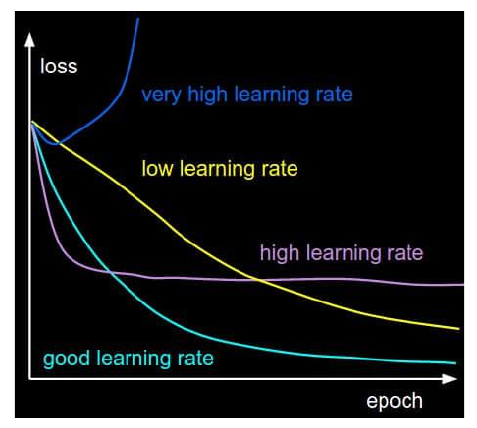 loss
very high learning rate
low learning rate
high learning rate
good learning rate
epoch